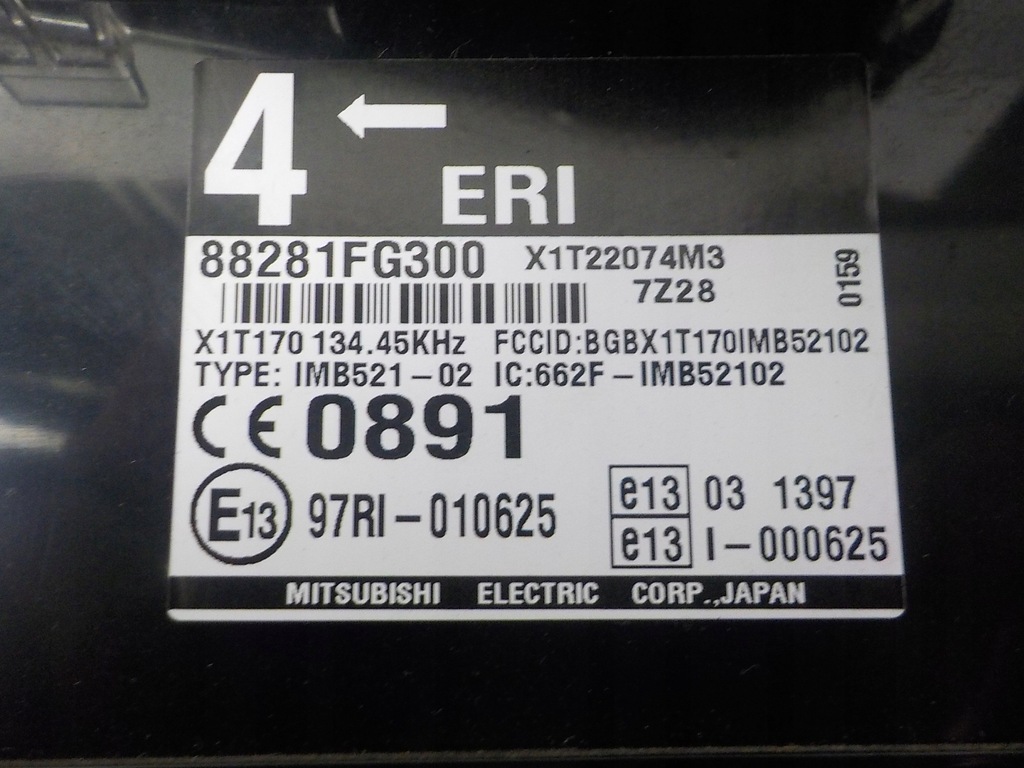 4 ←
ERI
88281FG300 X1T22074M3
7Z28
0159
X1T170 134.45KHz FCCID:BGBX1T170IMB52102
TYPE: IMB521-02 IC:662F-IMB52102
CE 0891
E13 97RI-010625
e13 03 1397
e13 I-000625
MITSUBISHI ELECTRIC CORP.,JAPAN